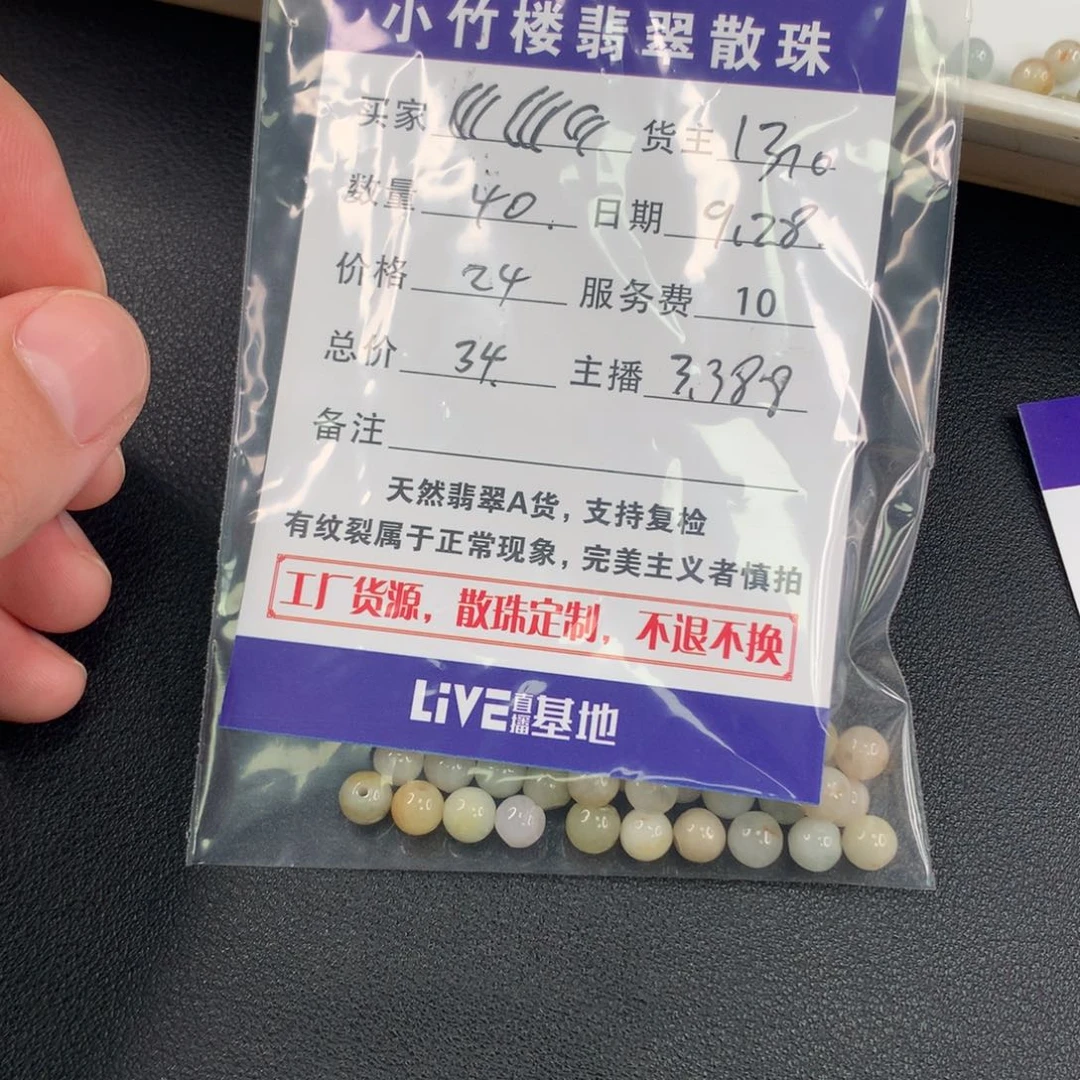 小竹楼翡翠散珠
买家 货主
数量 40. 日期 9.28.
价格 24 服务费 10
总价 34. 主播 3.388
备注
天然翡翠A货，支持复检
有纹裂属于正常现象，完美主义者慎拍
工厂货源，散珠定制，不退不换
LiVE直播基地